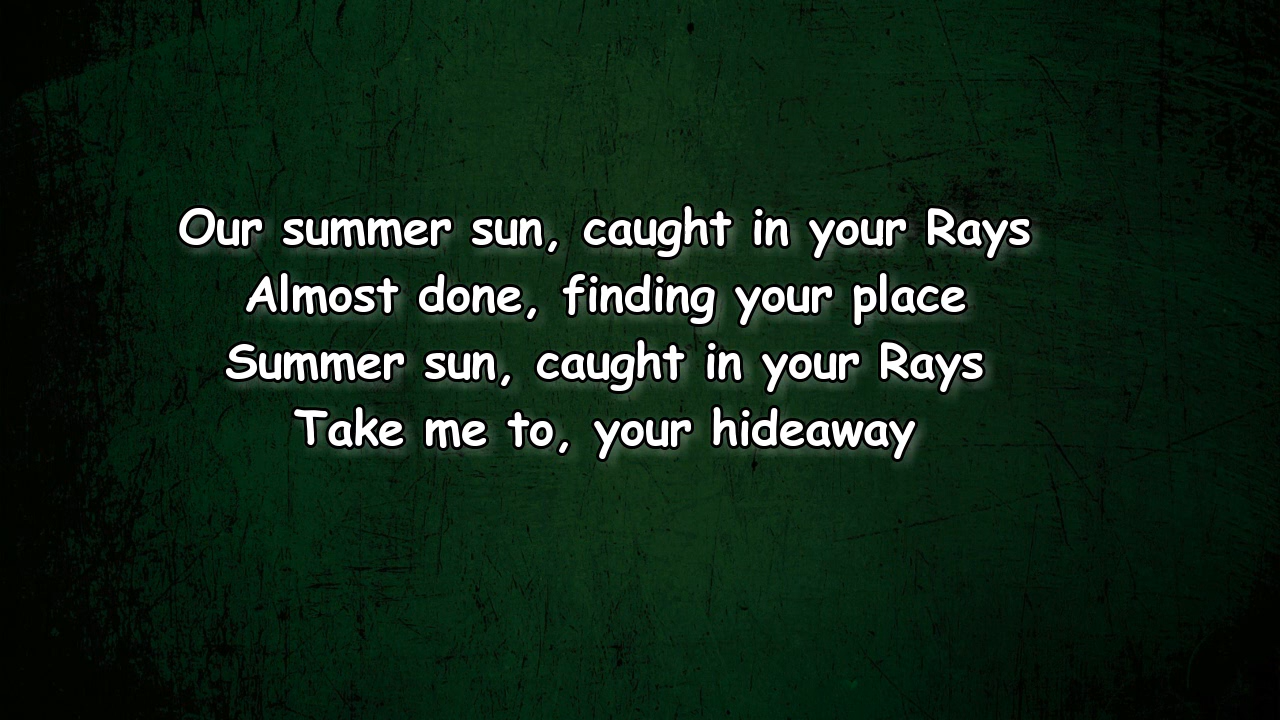 Our summer sun, caught in your Rays
Almost done, finding your place
Summer sun, caught in your Rays
Take me to, your hideaway